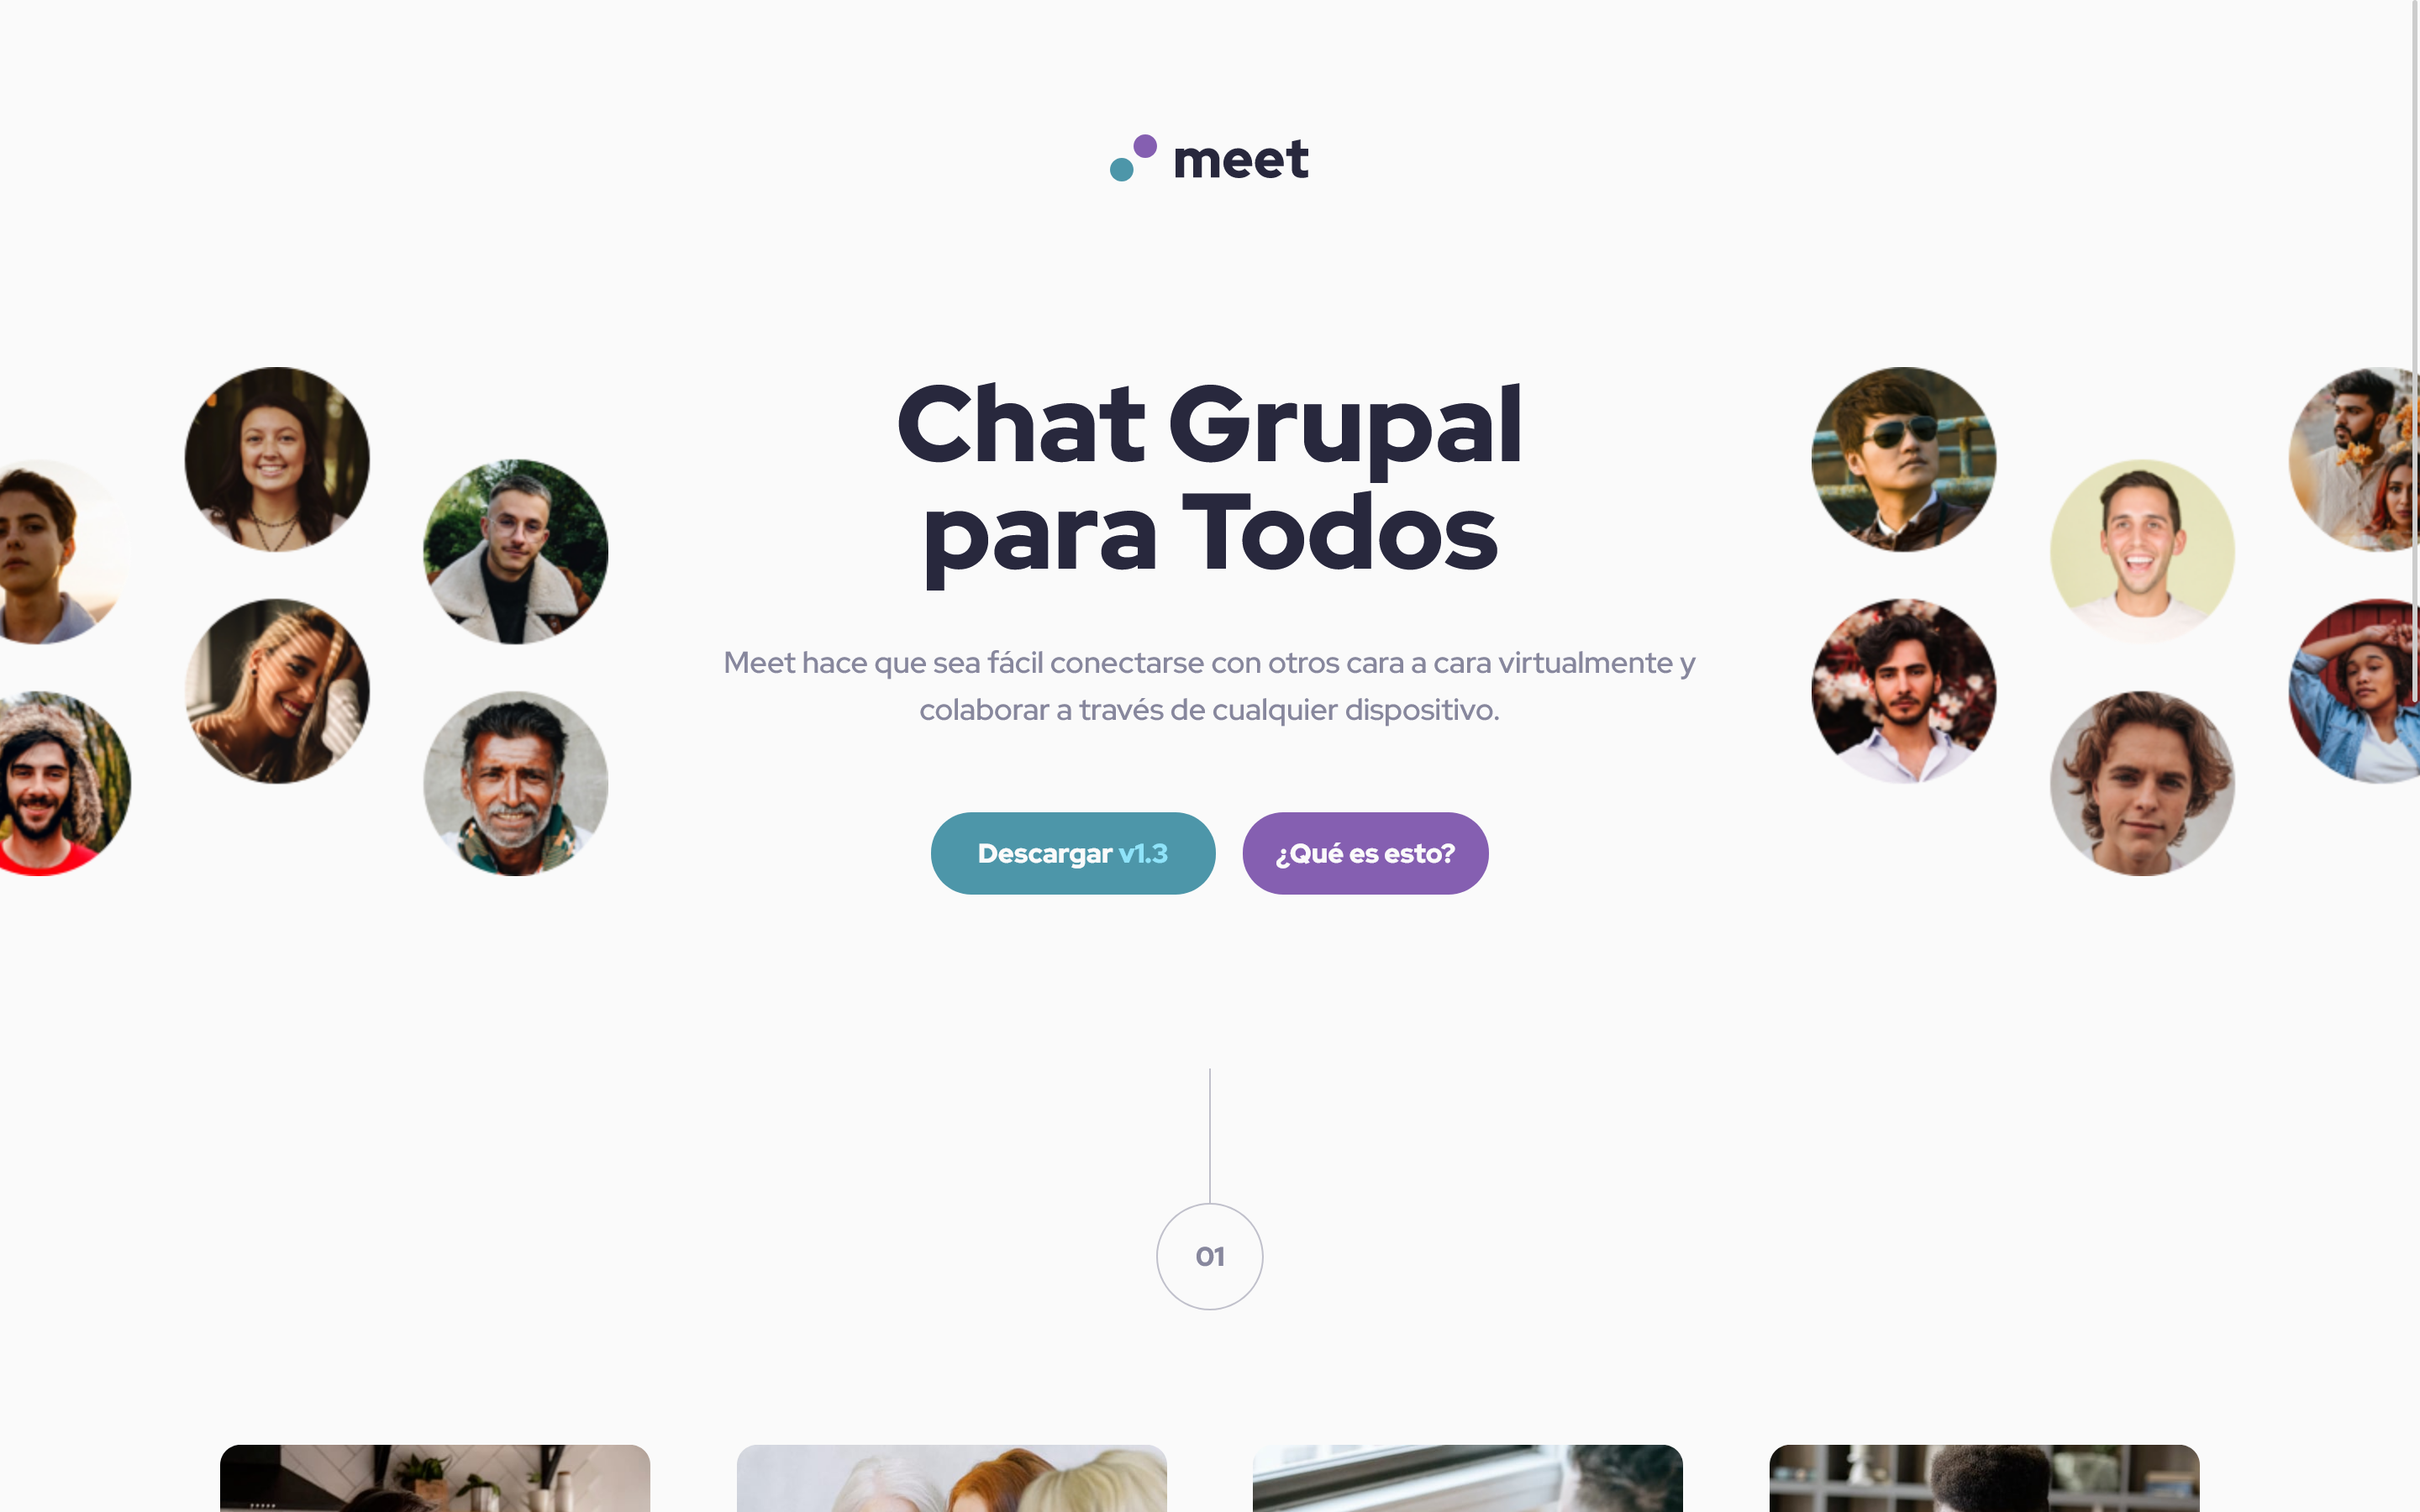 meet
Chat Grupal
para Todos
Meet hace que sea fácil conectarse con otros cara a cara virtualmente y
colaborar a través de cualquier dispositivo.
Descargar v1.3
¿Qué es esto?
01